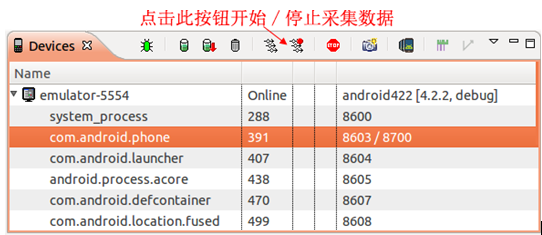 点击此按钮开始／停止采集数据
Devices
Name
emulator-5554 Online android422 [4.2.2, debug]
system_process 288 8600
com.android.phone 391 8603 / 8700
com.android.launcher 407 8604
android.process.acore 438 8605
com.android.defcontainer 470 8607
com.android.location.fused 499 8608